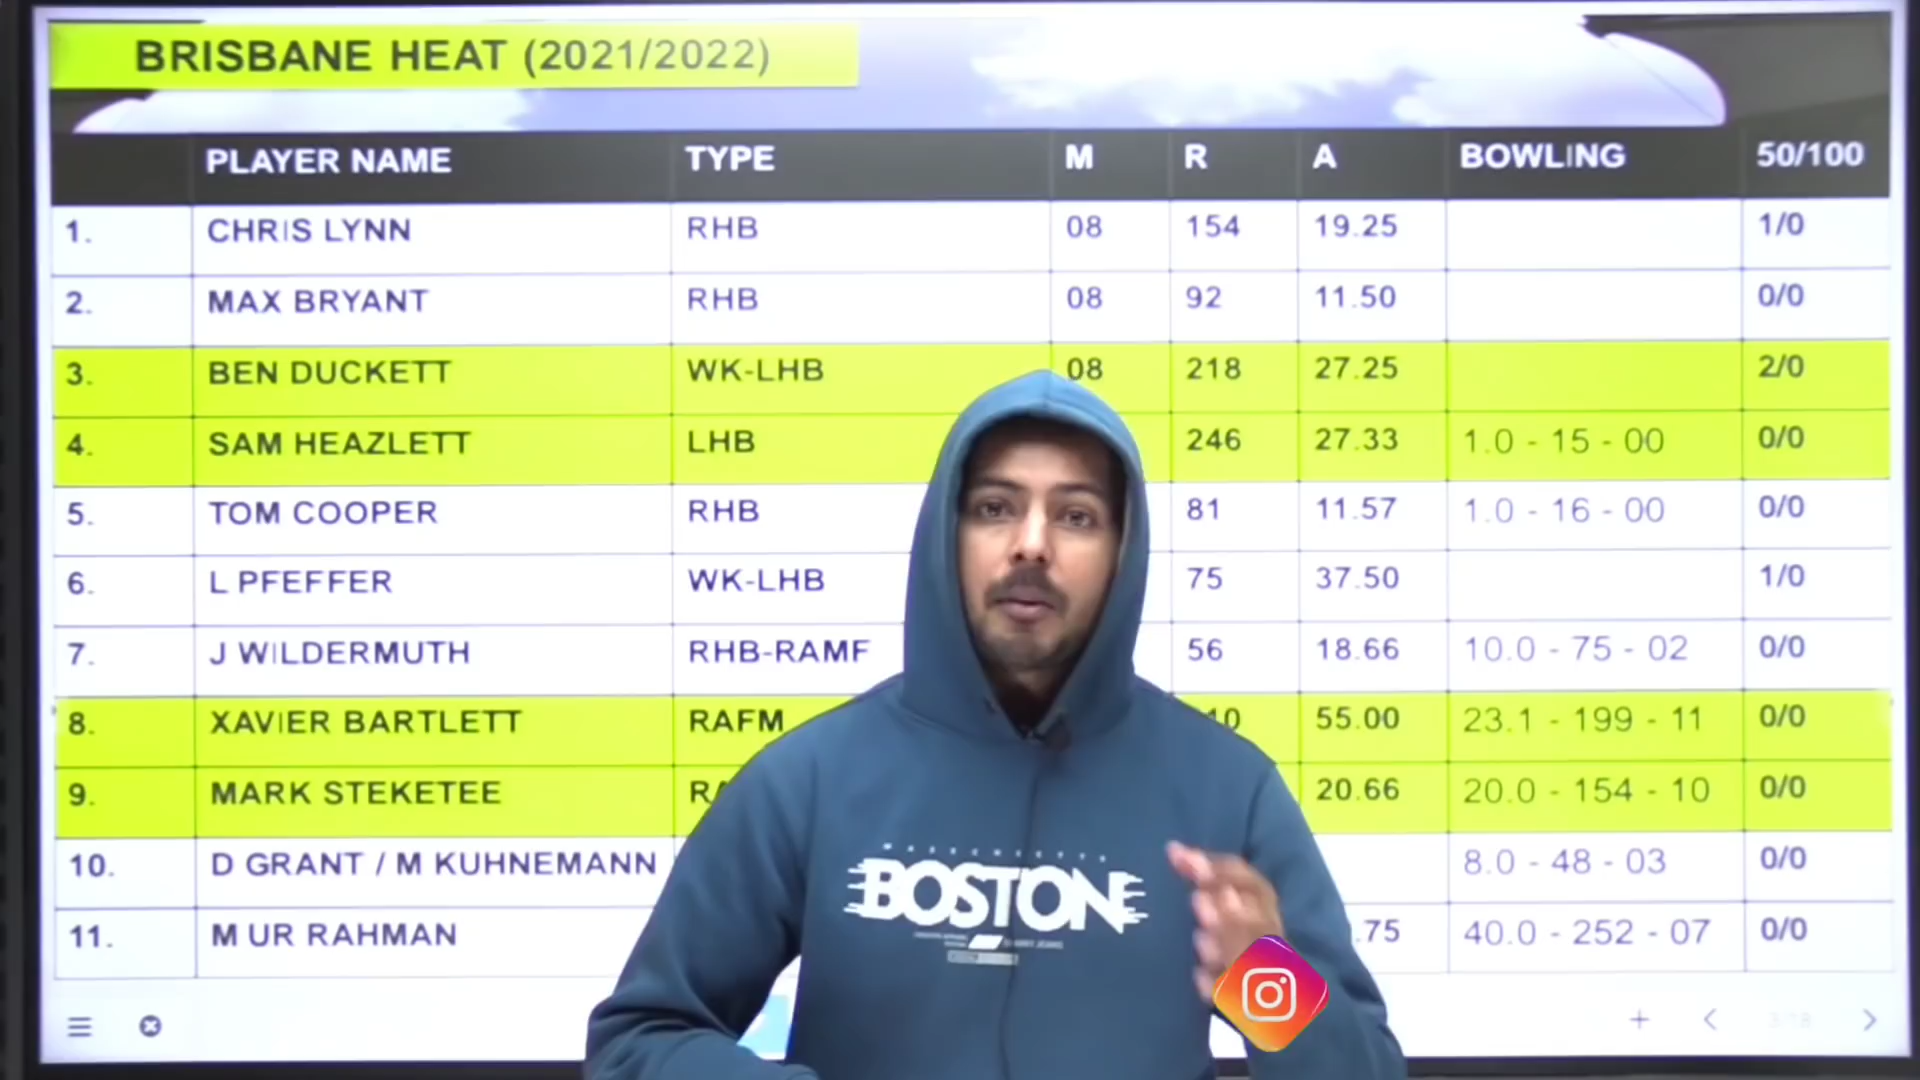 BRISBANE HEAT (2021/2022)
PLAYER NAME TYPE M R A BOWLING 50/100
1. CHRIS LYNN RHB 08 154 19.25 1/0
2. MAX BRYANT RHB 08 92 11.50 0/0
3. BEN DUCKETT WK-LHB 08 218 27.25 2/0
4. SAM HEAZLETT LHB 246 27.33 1.0 - 15 - 00 0/0
5. TOM COOPER RHB 81 11.57 1.0 - 16 - 00 0/0
6. L PFEFFER WK-LHB 75 37.50 1/0
7. J WILDERMUTH RHB-RAMF 56 18.66 10.0 - 75 - 02 0/0
8. XAVIER BARTLETT RAFM 10 55.00 23.1 - 199 - 11 0/0
9. MARK STEKETEE RA 20.66 20.0 - 154 - 10 0/0
10. D GRANT / M KUHNEMANN 8.0 - 48 - 03 0/0
11. M UR RAHMAN .75 40.0 - 252 - 07 0/0
BOSTON